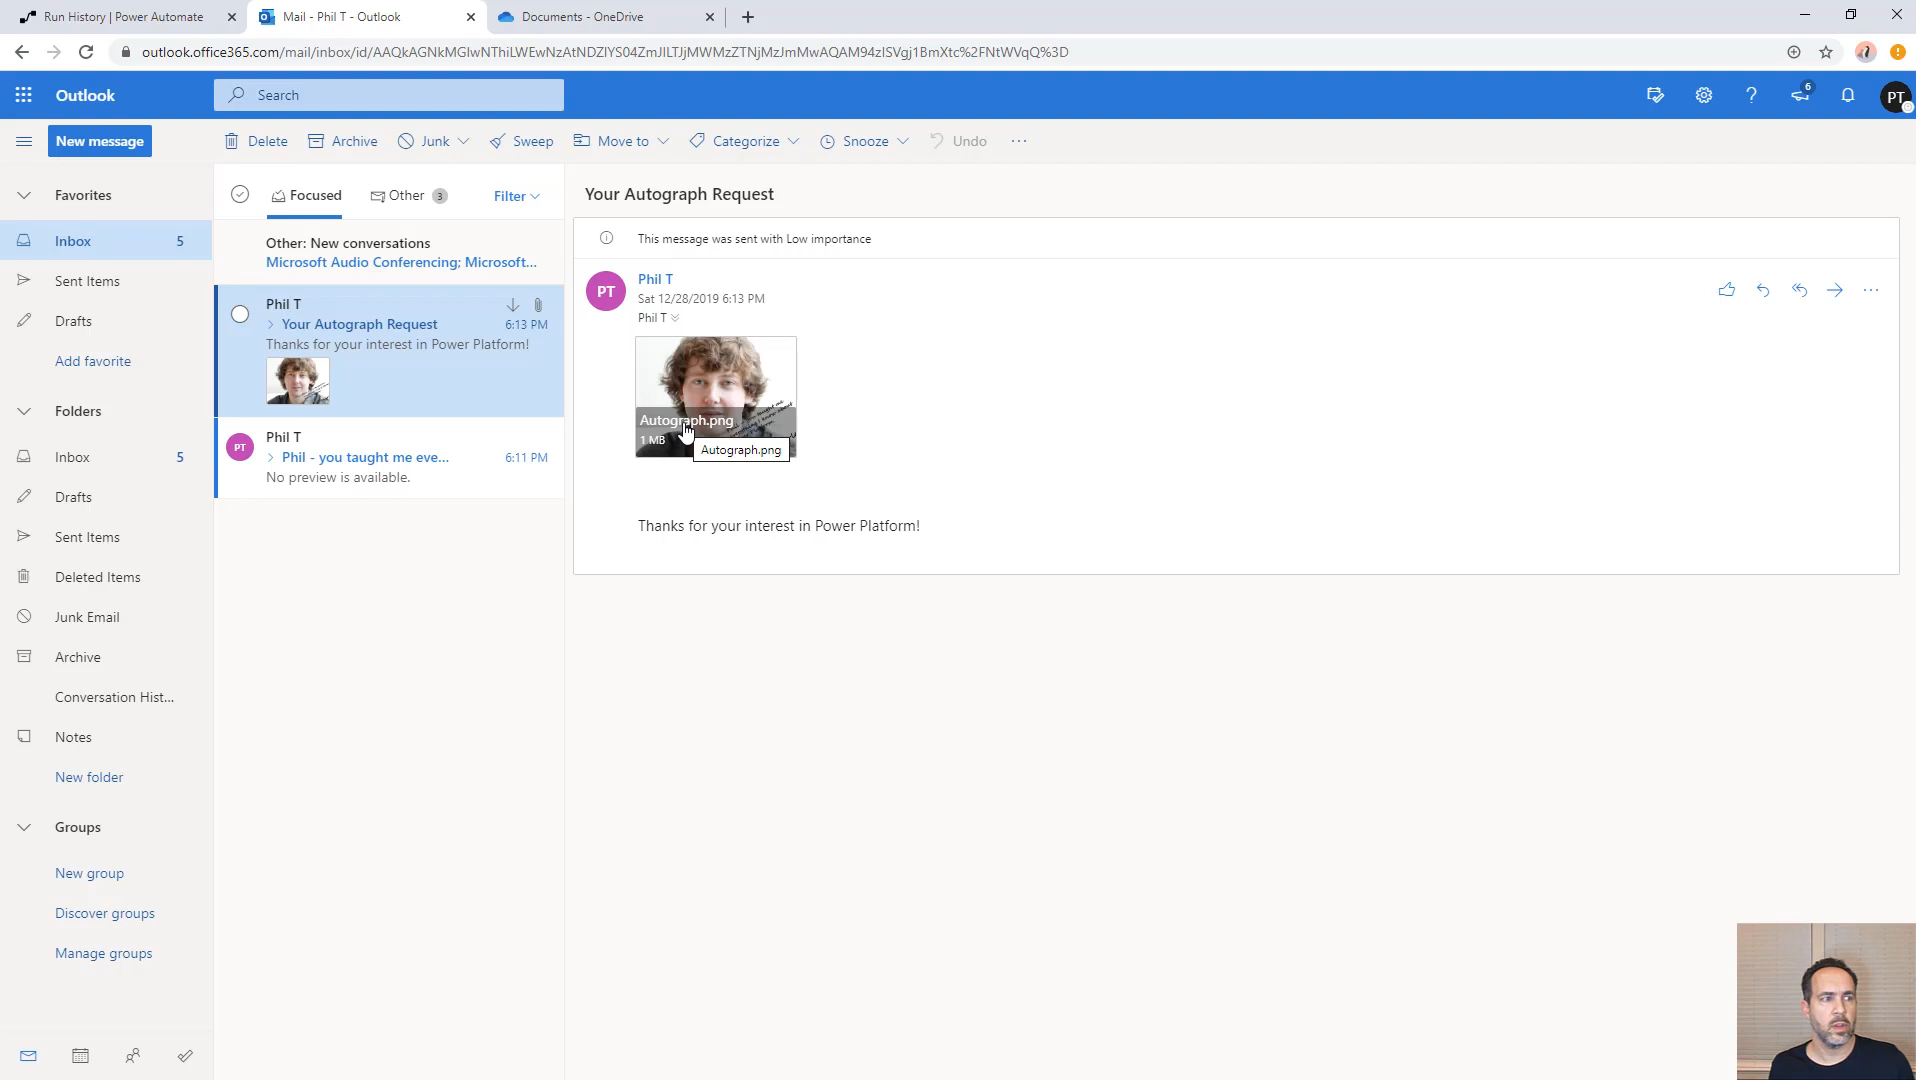 Run History | Power Automate
Mail - Phil T - Outlook
Documents - OneDrive
outlook.office365.com/mail/inbox/id/AAQkAGNkMGIwNThiLWEwNzAtNDZlYS04ZmJlLTJjMWMzZTNjMzJmMwAQAM94zISVgj1BmXtc%2FNtWVqQ%3D
Outlook
Search
6
PT
New message
Delete
Archive
Junk
Sweep
Move to
Categorize
Snooze
Undo
Favorites
Inbox 5
Sent Items
Drafts
Add favorite
Folders
Inbox 5
Drafts
Sent Items
Deleted Items
Junk Email
Archive
Conversation Hist...
Notes
New folder
Groups
New group
Discover groups
Manage groups
Focused
Other 3
Filter
Other: New conversations
Microsoft Audio Conferencing; Microsoft...
Phil T
Your Autograph Request 6:13 PM
Thanks for your interest in Power Platform!
PT
Phil T
Phil - you taught me eve... 6:11 PM
No preview is available.
Your Autograph Request
This message was sent with Low importance
PT
Phil T
Sat 12/28/2019 6:13 PM
Phil T
Autograph.png
1 MB
Autograph.png
Thanks for your interest in Power Platform!